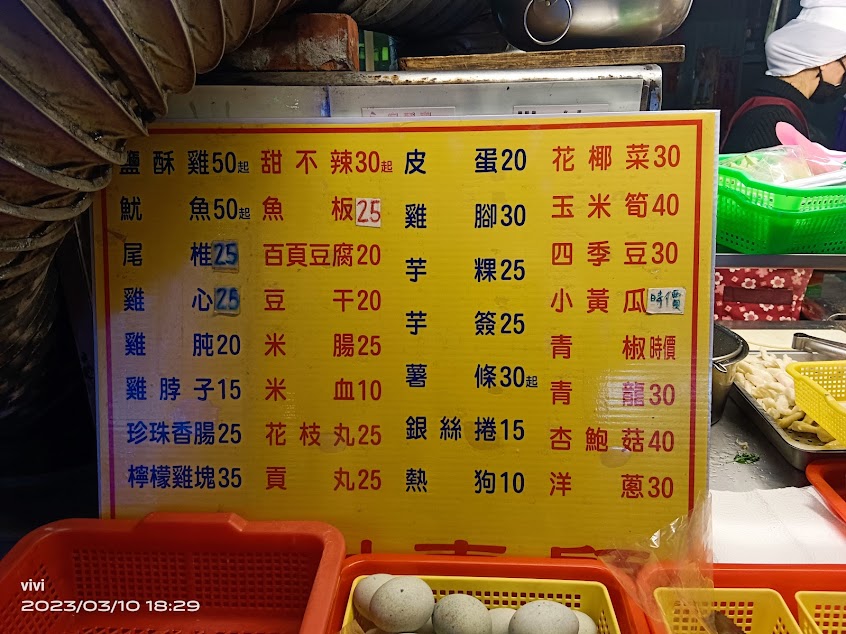 鹽酥雞50起 甜不辣30起 皮蛋20 花椰菜30
魷魚50起 魚板25 雞腳30 玉米筍40
尾椎25 百頁豆腐20 芋粿25 四季豆30
雞心25 豆干20 芋簽25 小黃瓜時價
雞肫20 米腸25 薯條30起 青椒時價
雞脖子15 米血10 銀絲捲15 青龍30
珍珠香腸25 花枝丸25 熱狗10 杏鮑菇40
檸檬雞塊35 貢丸25 洋蔥30
vivi
2023/03/10 18:29